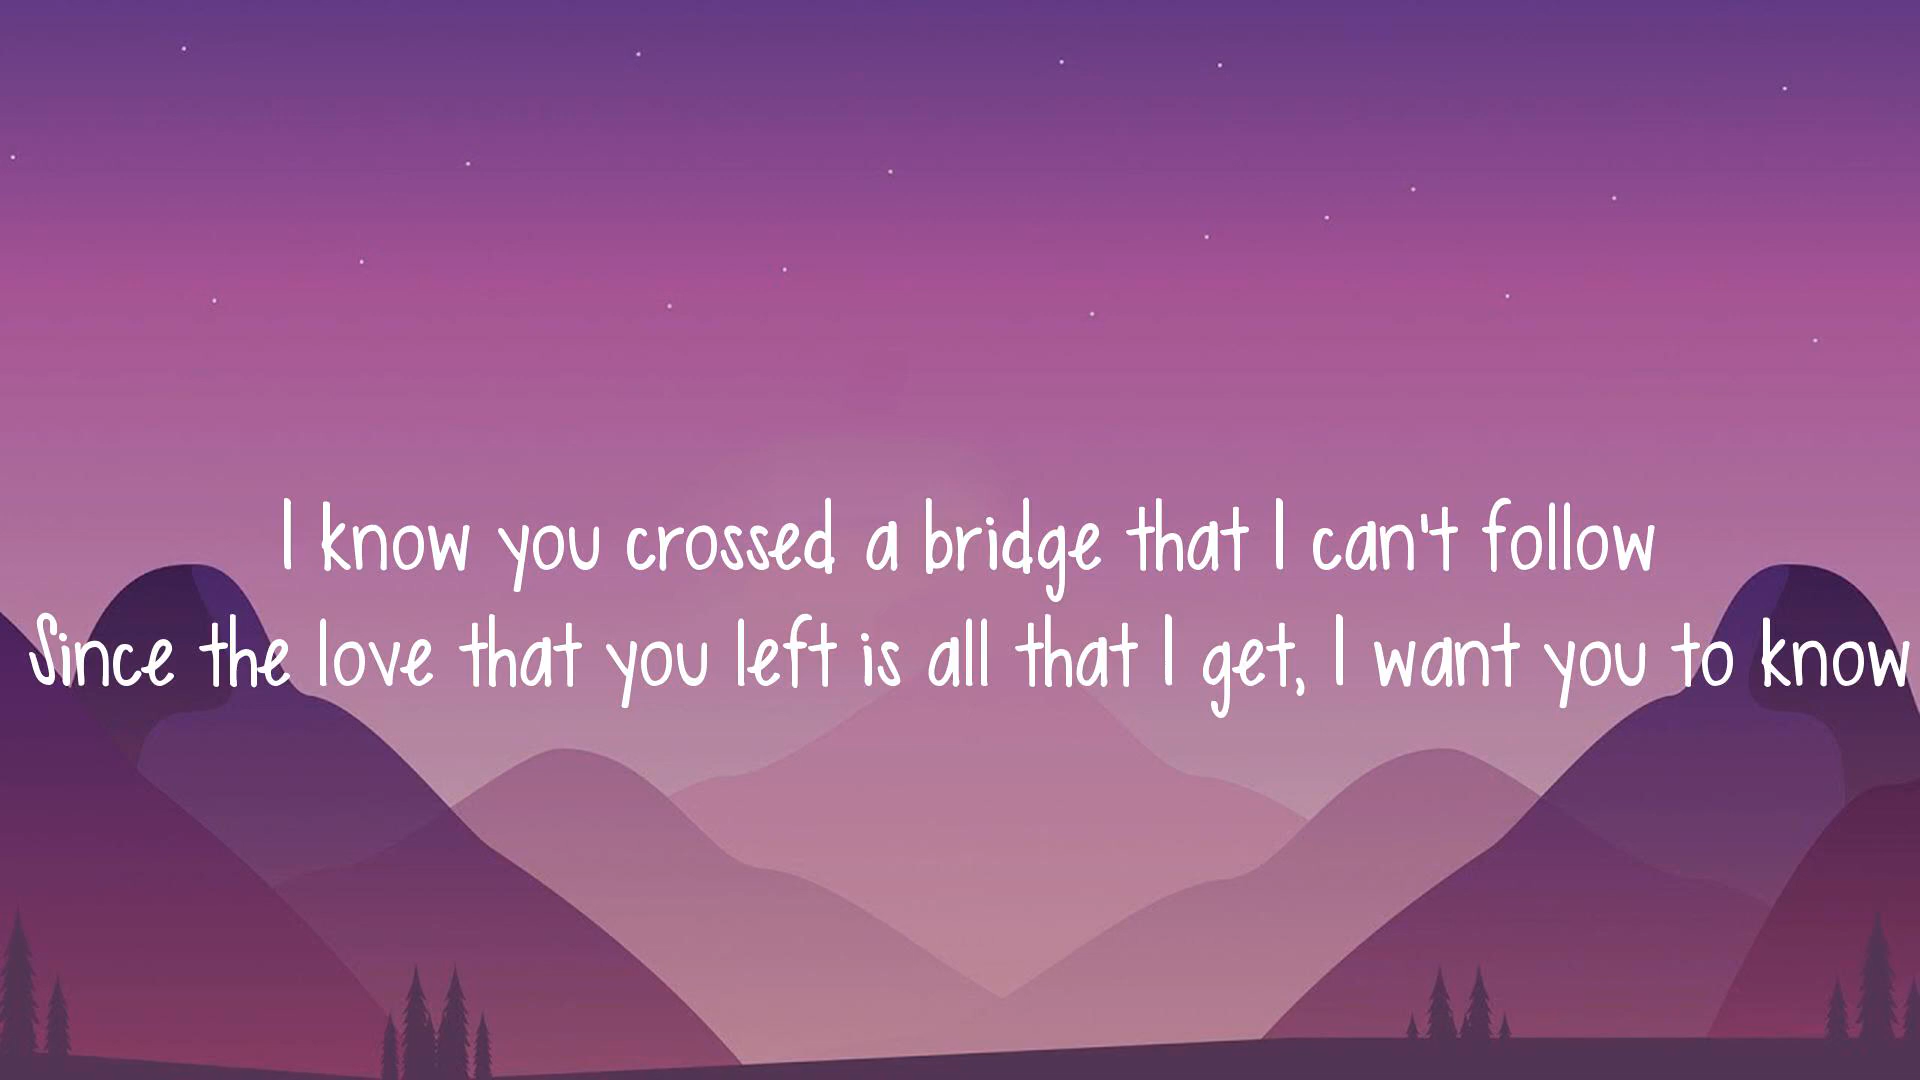 I know you crossed a bridge that I can't follow
Since the love that you left is all that I get, I want you to know